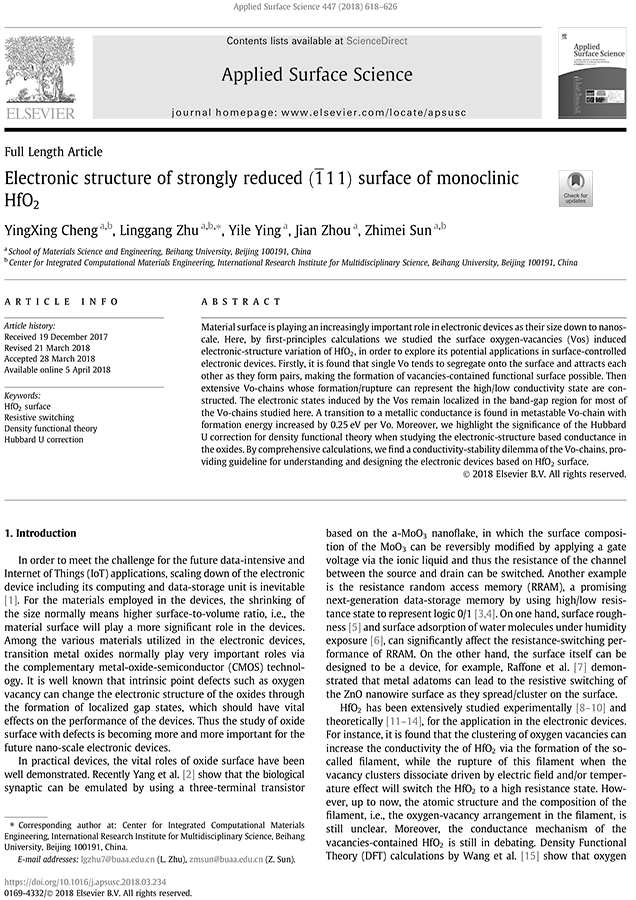 Applied Surface Science 447 (2018) 618–626
Contents lists available at ScienceDirect
Applied Surface Science
journal homepage: www.elsevier.com/locate/apsusc
ELSEVIER
Applied
Surface Science
Full Length Article
Electronic structure of strongly reduced (1̅11) surface of monoclinic
HfO₂
Check for
updates
YingXing Cheng a,b, Linggang Zhu a,b,*, Yile Ying a, Jian Zhou a, Zhimei Sun a,b
a School of Materials Science and Engineering, Beihang University, Beijing 100191, China
b Center for Integrated Computational Materials Engineering, International Research Institute for Multidisciplinary Science, Beihang University, Beijing 100191, China
ARTICLE INFO
Article history:
Received 19 December 2017
Revised 21 March 2018
Accepted 28 March 2018
Available online 5 April 2018
Keywords:
HfO₂ surface
Resistive switching
Density functional theory
Hubbard U correction
ABSTRACT
Material surface is playing an increasingly important role in electronic devices as their size down to nanos-
cale. Here, by first-principles calculations we studied the surface oxygen-vacancies (Vos) induced
electronic-structure variation of HfO₂, in order to explore its potential applications in surface-controlled
electronic devices. Firstly, it is found that single Vo tends to segregate onto the surface and attracts each
other as they form pairs, making the formation of vacancies-contained functional surface possible. Then
extensive Vo-chains whose formation/rupture can represent the high/low conductivity state are con-
structed. The electronic states induced by the Vos remain localized in the band-gap region for most of
the Vo-chains studied here. A transition to a metallic conductance is found in metastable Vo-chain with
formation energy increased by 0.25 eV per Vo. Moreover, we highlight the significance of the Hubbard
U correction for density functional theory when studying the electronic-structure based conductance in
the oxides. By comprehensive calculations, we find a conductivity-stability dilemma of the Vo-chains, pro-
viding guideline for understanding and designing the electronic devices based on HfO₂ surface.
© 2018 Elsevier B.V. All rights reserved.
1. Introduction
In order to meet the challenge for the future data-intensive and
Internet of Things (IoT) applications, scaling down of the electronic
device including its computing and data-storage unit is inevitable
[1]. For the materials employed in the devices, the shrinking of
the size normally means higher surface-to-volume ratio, i.e., the
material surface will play a more significant role in the devices.
Among the various materials utilized in the electronic devices,
transition metal oxides normally play very important roles via
the complementary metal-oxide-semiconductor (CMOS) technol-
ogy. It is well known that intrinsic point defects such as oxygen
vacancy can change the electronic structure of the oxides through
the formation of localized gap states, which should have vital
effects on the performance of the devices. Thus the study of oxide
surface with defects is becoming more and more important for the
future nano-scale electronic devices.
In practical devices, the vital roles of oxide surface have been
well demonstrated. Recently Yang et al. [2] show that the biological
synaptic can be emulated by using a three-terminal transistor
* Corresponding author at: Center for Integrated Computational Materials
Engineering, International Research Institute for Multidisciplinary Science, Beihang
University, Beijing 100191, China.
E-mail addresses: lgzhu7@buaa.edu.cn (L. Zhu), zmsun@buaa.edu.cn (Z. Sun).
based on the a-MoO₃ nanoflake, in which the surface composi-
tion of the MoO₃ can be reversibly modified by applying a gate
voltage via the ionic liquid and thus the resistance of the channel
between the source and drain can be switched. Another example
is the resistance random access memory (RRAM), a promising
next-generation data-storage memory by using high/low resis-
tance state to represent logic 0/1 [3,4]. On one hand, surface rough-
ness [5] and surface adsorption of water molecules under humidity
exposure [6], can significantly affect the resistance-switching per-
formance of RRAM. On the other hand, the surface itself can be
designed to be a device, for example, Raffone et al. [7] demon-
strated that metal adatoms can lead to the resistive switching of
the ZnO nanowire surface as they spread/cluster on the surface.
HfO₂ has been extensively studied experimentally [8–10] and
theoretically [11–14], for the application in the electronic devices.
For instance, it is found that the clustering of oxygen vacancies can
increase the conductivity the of HfO₂ via the formation of the so-
called filament, while the rupture of this filament when the
vacancy clusters dissociate driven by electric field and/or temper-
ature effect will switch the HfO₂ to a high resistance state. How-
ever, up to now, the atomic structure and the composition of the
filament, i.e., the oxygen-vacancy arrangement in the filament, is
still unclear. Moreover, the conductance mechanism of the
vacancies-contained HfO₂ is still in debating. Density Functional
Theory (DFT) calculations by Wang et al. [15] show that oxygen
https://doi.org/10.1016/j.apsusc.2018.03.234
0169-4332/© 2018 Elsevier B.V. All rights reserved.